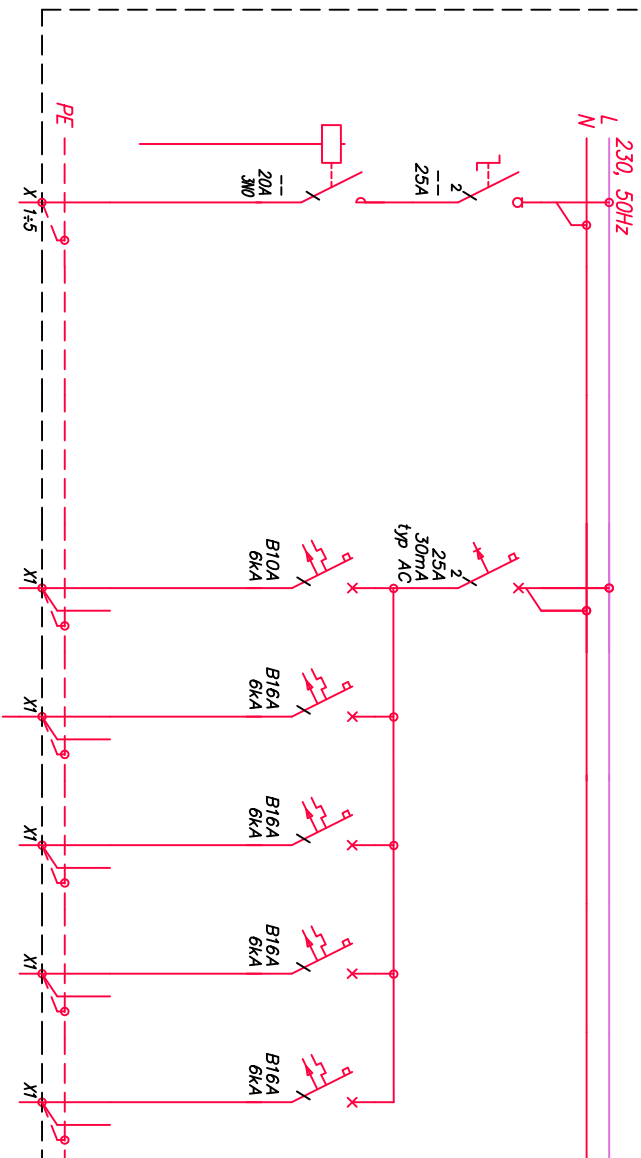 L
N
230, 50Hz
PE
2
--
25A
--
20A
3NO
X
1÷5
2
25A
30mA
typ AC
B10A
6kA
B16A
6kA
B16A
6kA
B16A
6kA
B16A
6kA
X1
X1
X1
X1
X1